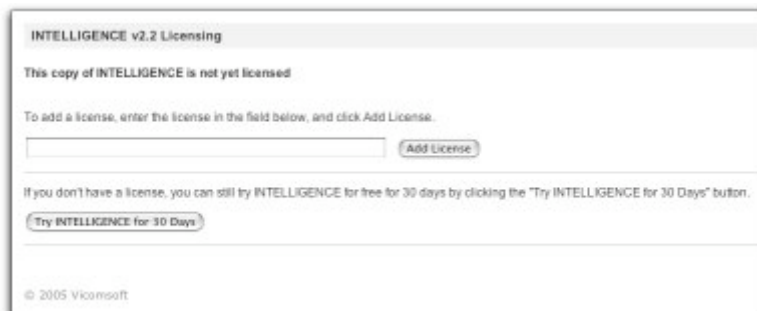 INTELLIGENCE v2.2 Licensing
This copy of INTELLIGENCE is not yet licensed
To add a license, enter the license in the field below, and click Add License.
Add License
If you don't have a license, you can still try INTELLIGENCE for free for 30 days by clicking the "Try INTELLIGENCE for 30 Days" button.
Try INTELLIGENCE for 30 Days
© 2005 Vicomsoft